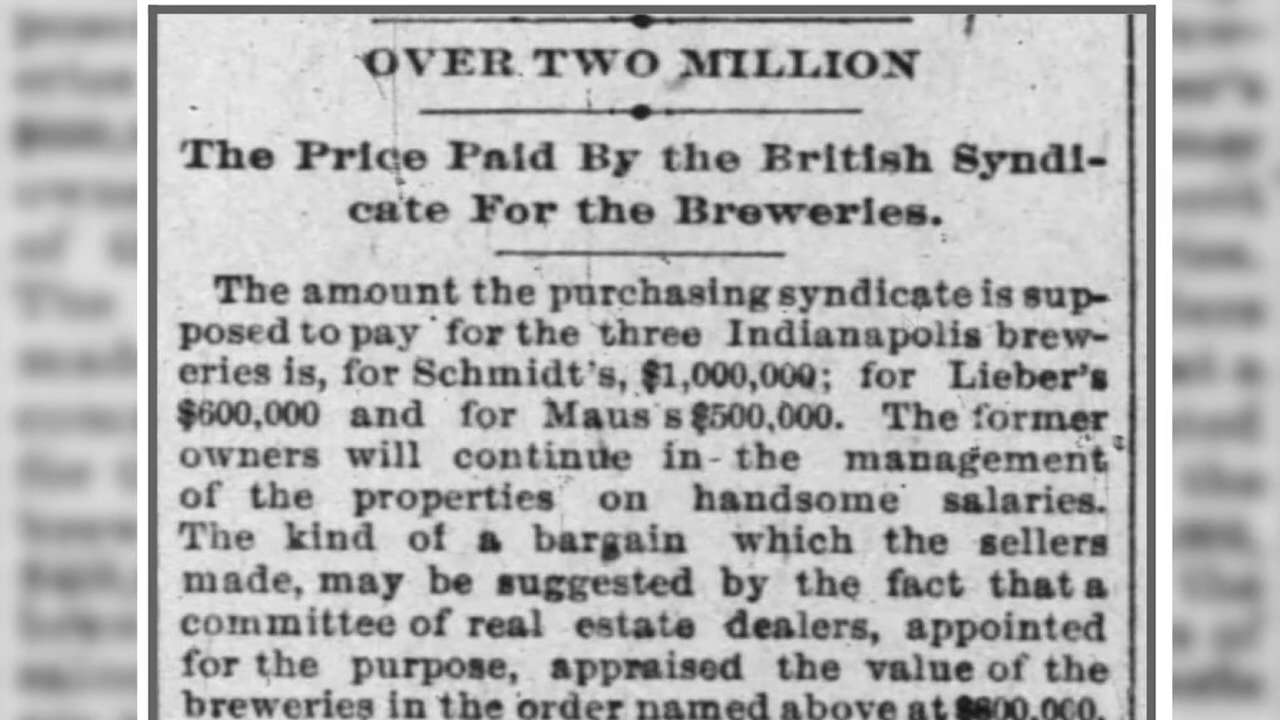 OVER TWO MILLION
The Price Paid By the British Syndi-
cate For the Breweries.
The amount the purchasing syndicate is sup-
posed to pay for the three Indianapolis brew-
eries is, for Schmidt's, $1,000,000; for Lieber's
$600,000 and for Maus's $500,000. The former
owners will continue in the management
of the properties on handsome salaries.
The kind of a bargain which the sellers
made, may be suggested by the fact that a
committee of real estate dealers, appointed
for the purpose, appraised the value of the
breweries in the order named above at